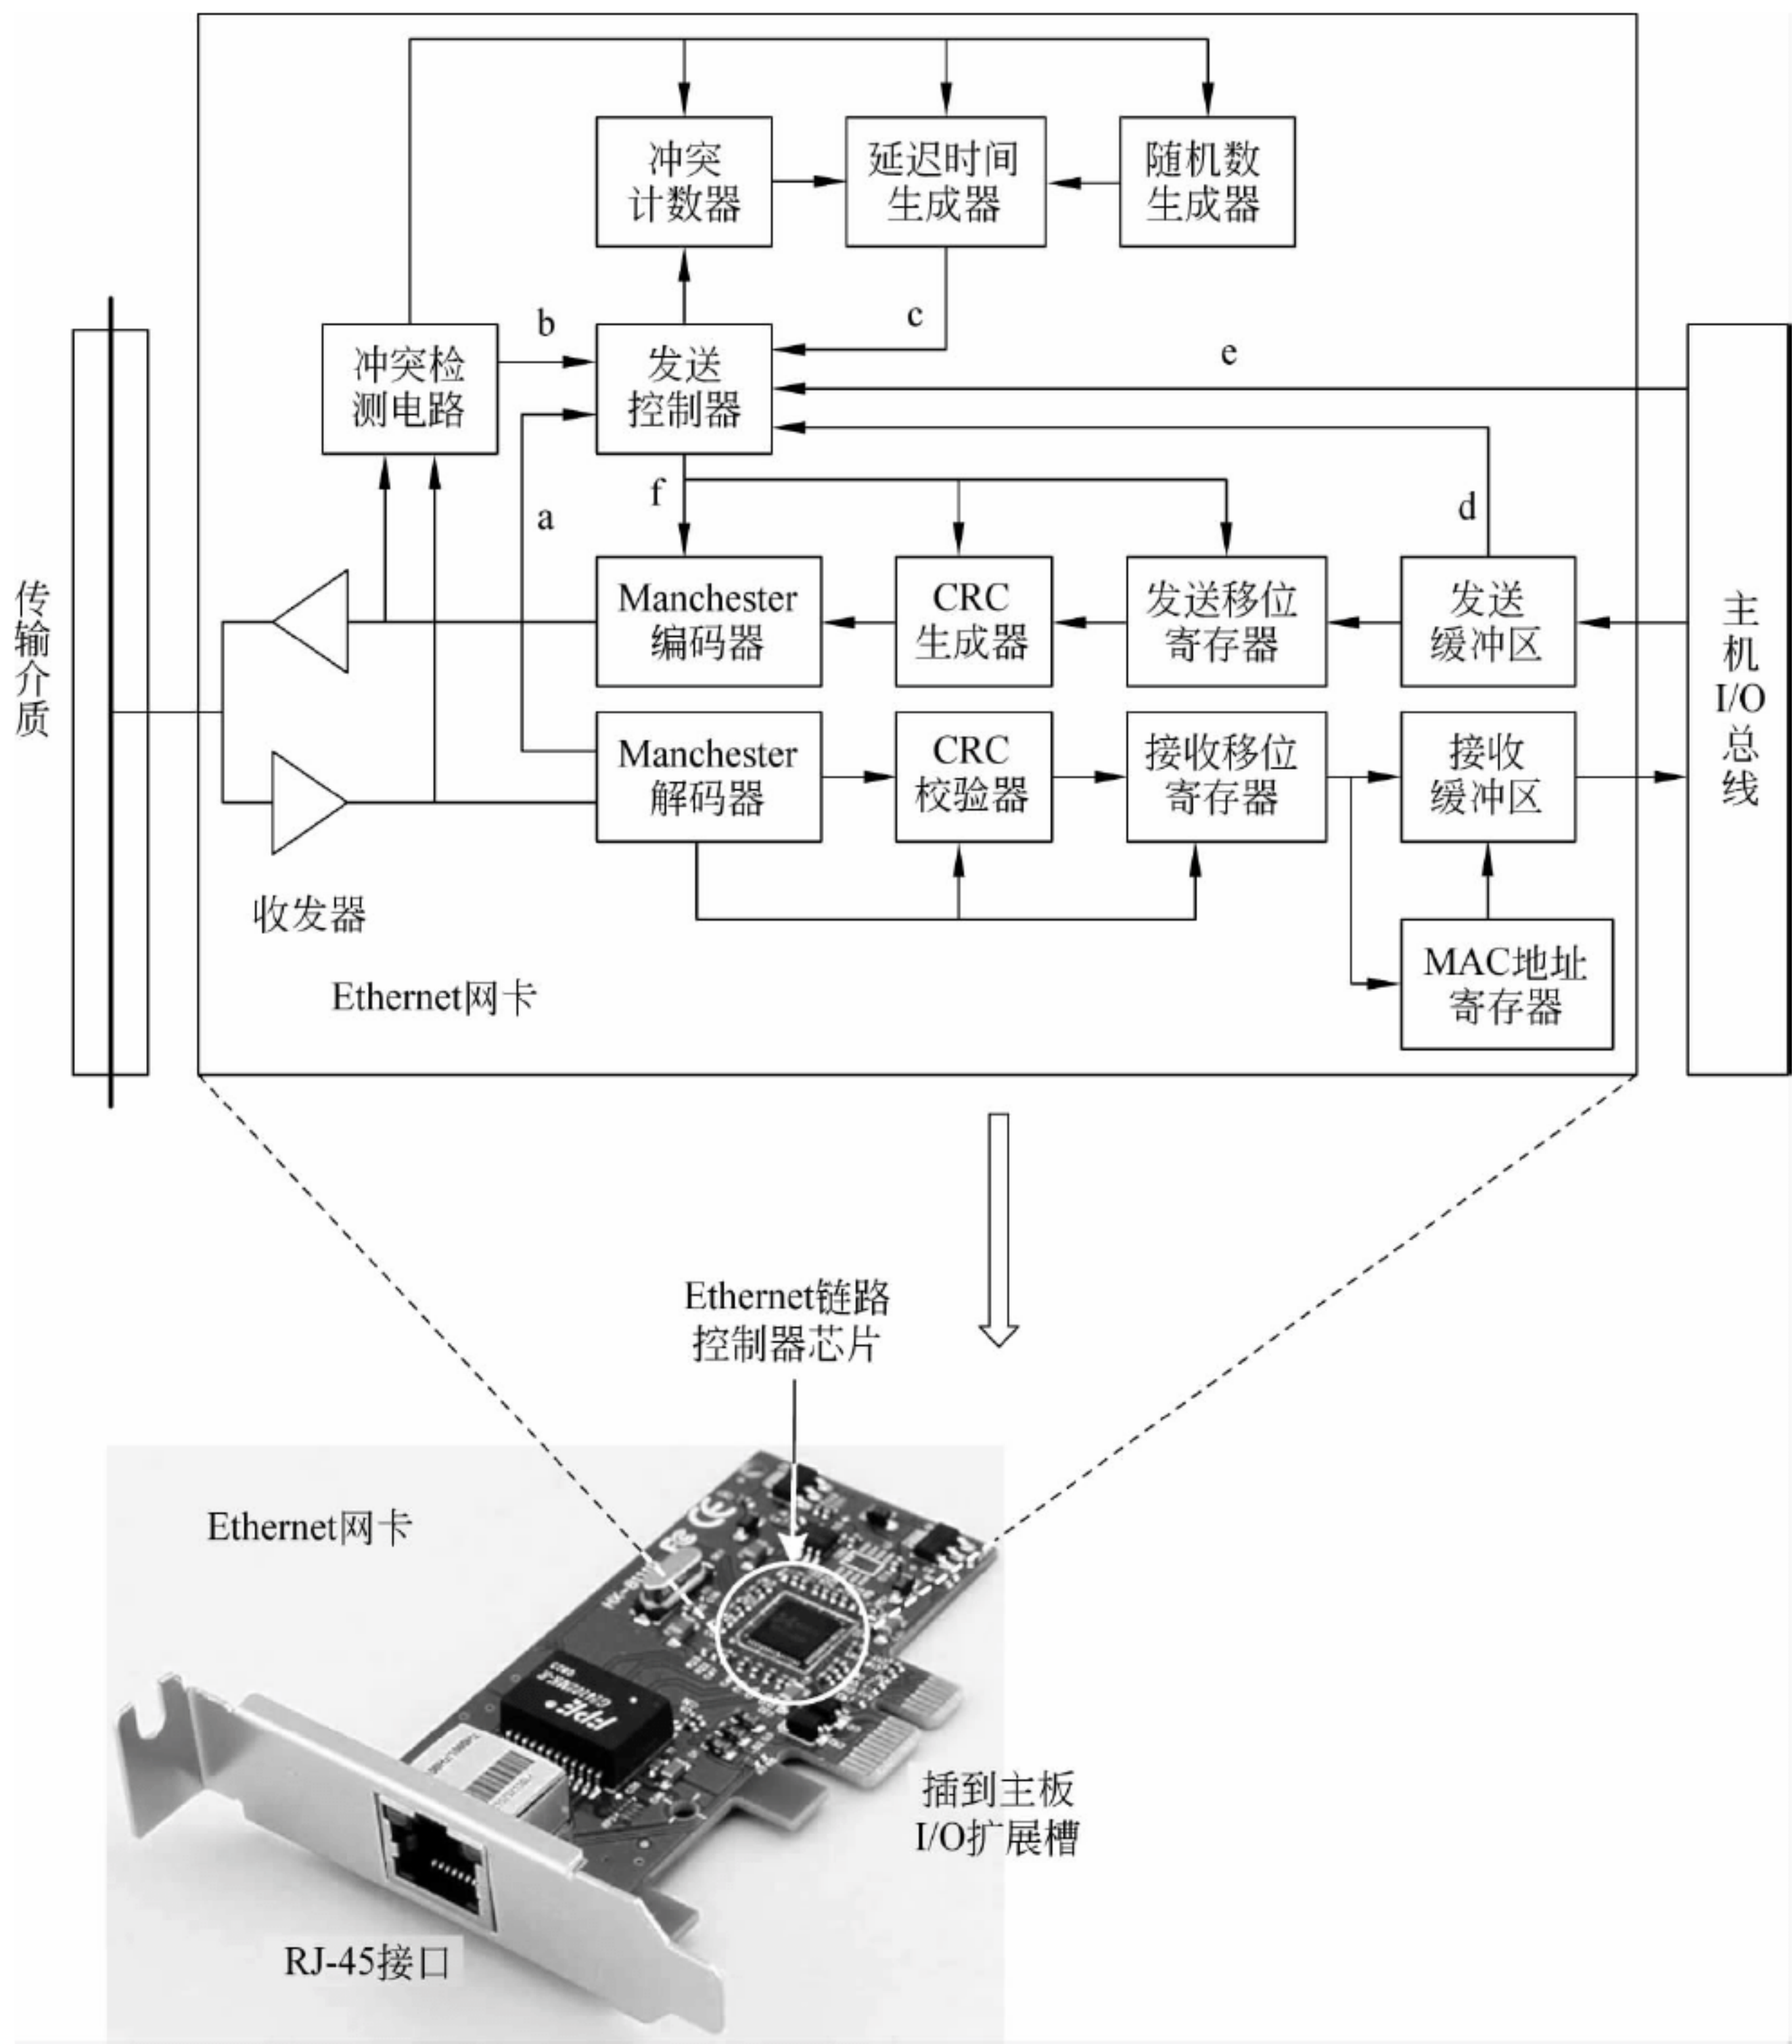 冲突
计数器
延迟时间
生成器
随机数
生成器
b
c
e
冲突检
测电路
发送
控制器
f
a
d
传
输
介
质
Manchester
编码器
CRC
生成器
发送移位
寄存器
发送
缓冲区
主
机
I/O
总
线
Manchester
解码器
CRC
校验器
接收移位
寄存器
接收
缓冲区
收发器
MAC地址
寄存器
Ethernet网卡
Ethernet链路
控制器芯片
Ethernet网卡
CE
插到主板
I/O扩展槽
RJ-45接口